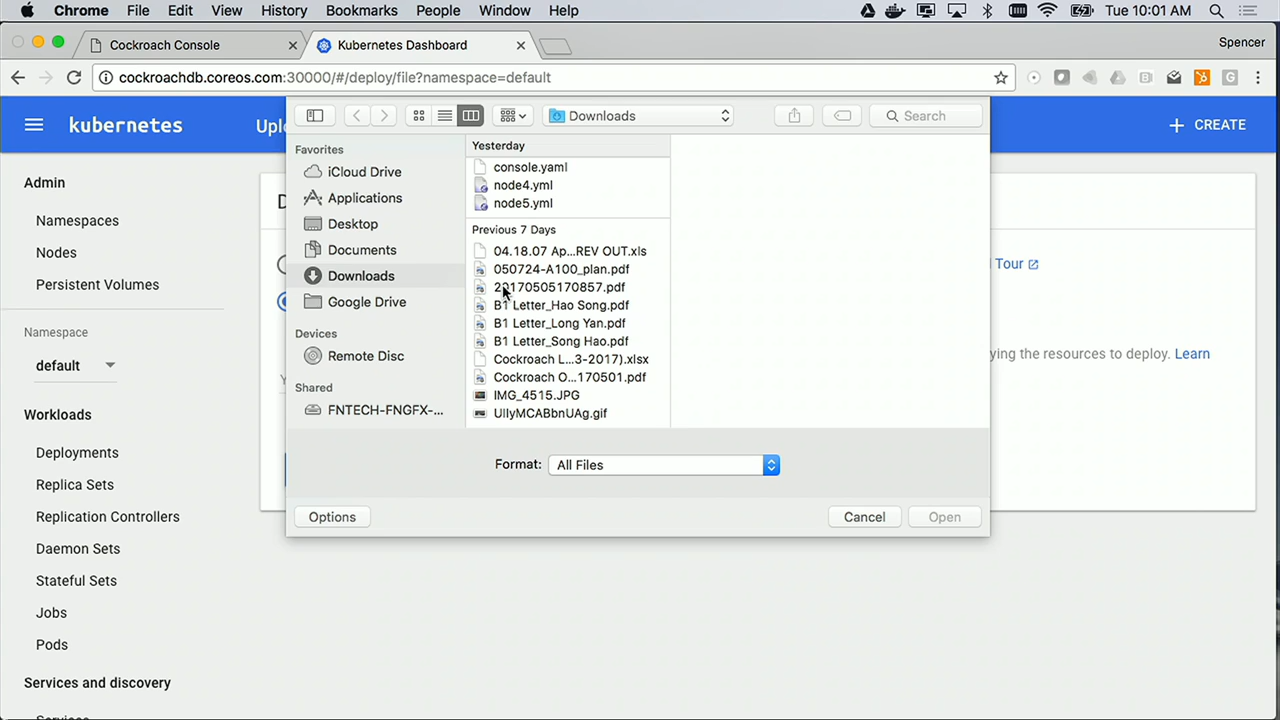 Chrome File Edit View History Bookmarks People Window Help Tue 10:01 AM
Cockroach Console
Kubernetes Dashboard
Spencer
cockroachdb.coreos.com:30000/#/deploy/file?namespace=default
kubernetes
CREATE
Downloads
Search
Admin
Namespaces
Nodes
Persistent Volumes
Namespace
default
Workloads
Deployments
Replica Sets
Replication Controllers
Daemon Sets
Stateful Sets
Jobs
Pods
Services and discovery
Favorites
iCloud Drive
Applications
Desktop
Documents
Downloads
Google Drive
Devices
Remote Disc
Shared
FNTECH-FNGFX-...
Yesterday
console.yaml
node4.yml
node5.yml
Previous 7 Days
04.18.07 Ap...REV OUT.xls
050724-A100_plan.pdf
20170505170857.pdf
B1 Letter_Hao Song.pdf
B1 Letter_Long Yan.pdf
B1 Letter_Song Hao.pdf
Cockroach L...3-2017).xlsx
Cockroach O...170501.pdf
IMG_4515.JPG
Format: All Files
Options
Cancel
Open
Tour
ying the resources to deploy. Learn